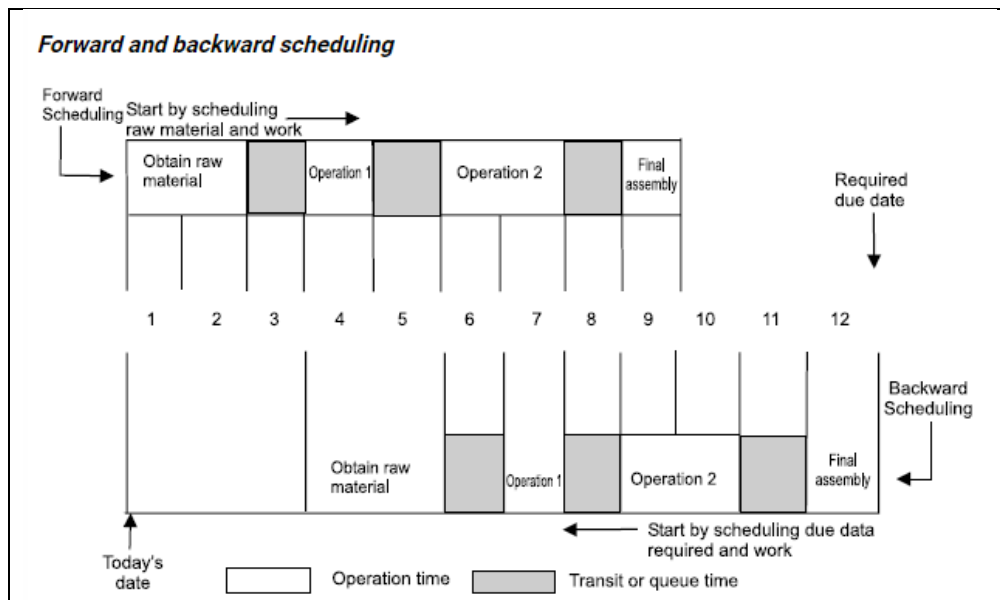 Forward and backward scheduling
Forward
Scheduling
Start by scheduling
raw material and work
Obtain raw
material
Operation 1
Operation 2
Final
assembly
Required
due date
1 2 3 4 5 6 7 8 9 10 11 12
Backward
Scheduling
Obtain raw
material
Operation 1
Operation 2
Final
assembly
Start by scheduling due data
required and work
Today's
date
Operation time
Transit or queue time